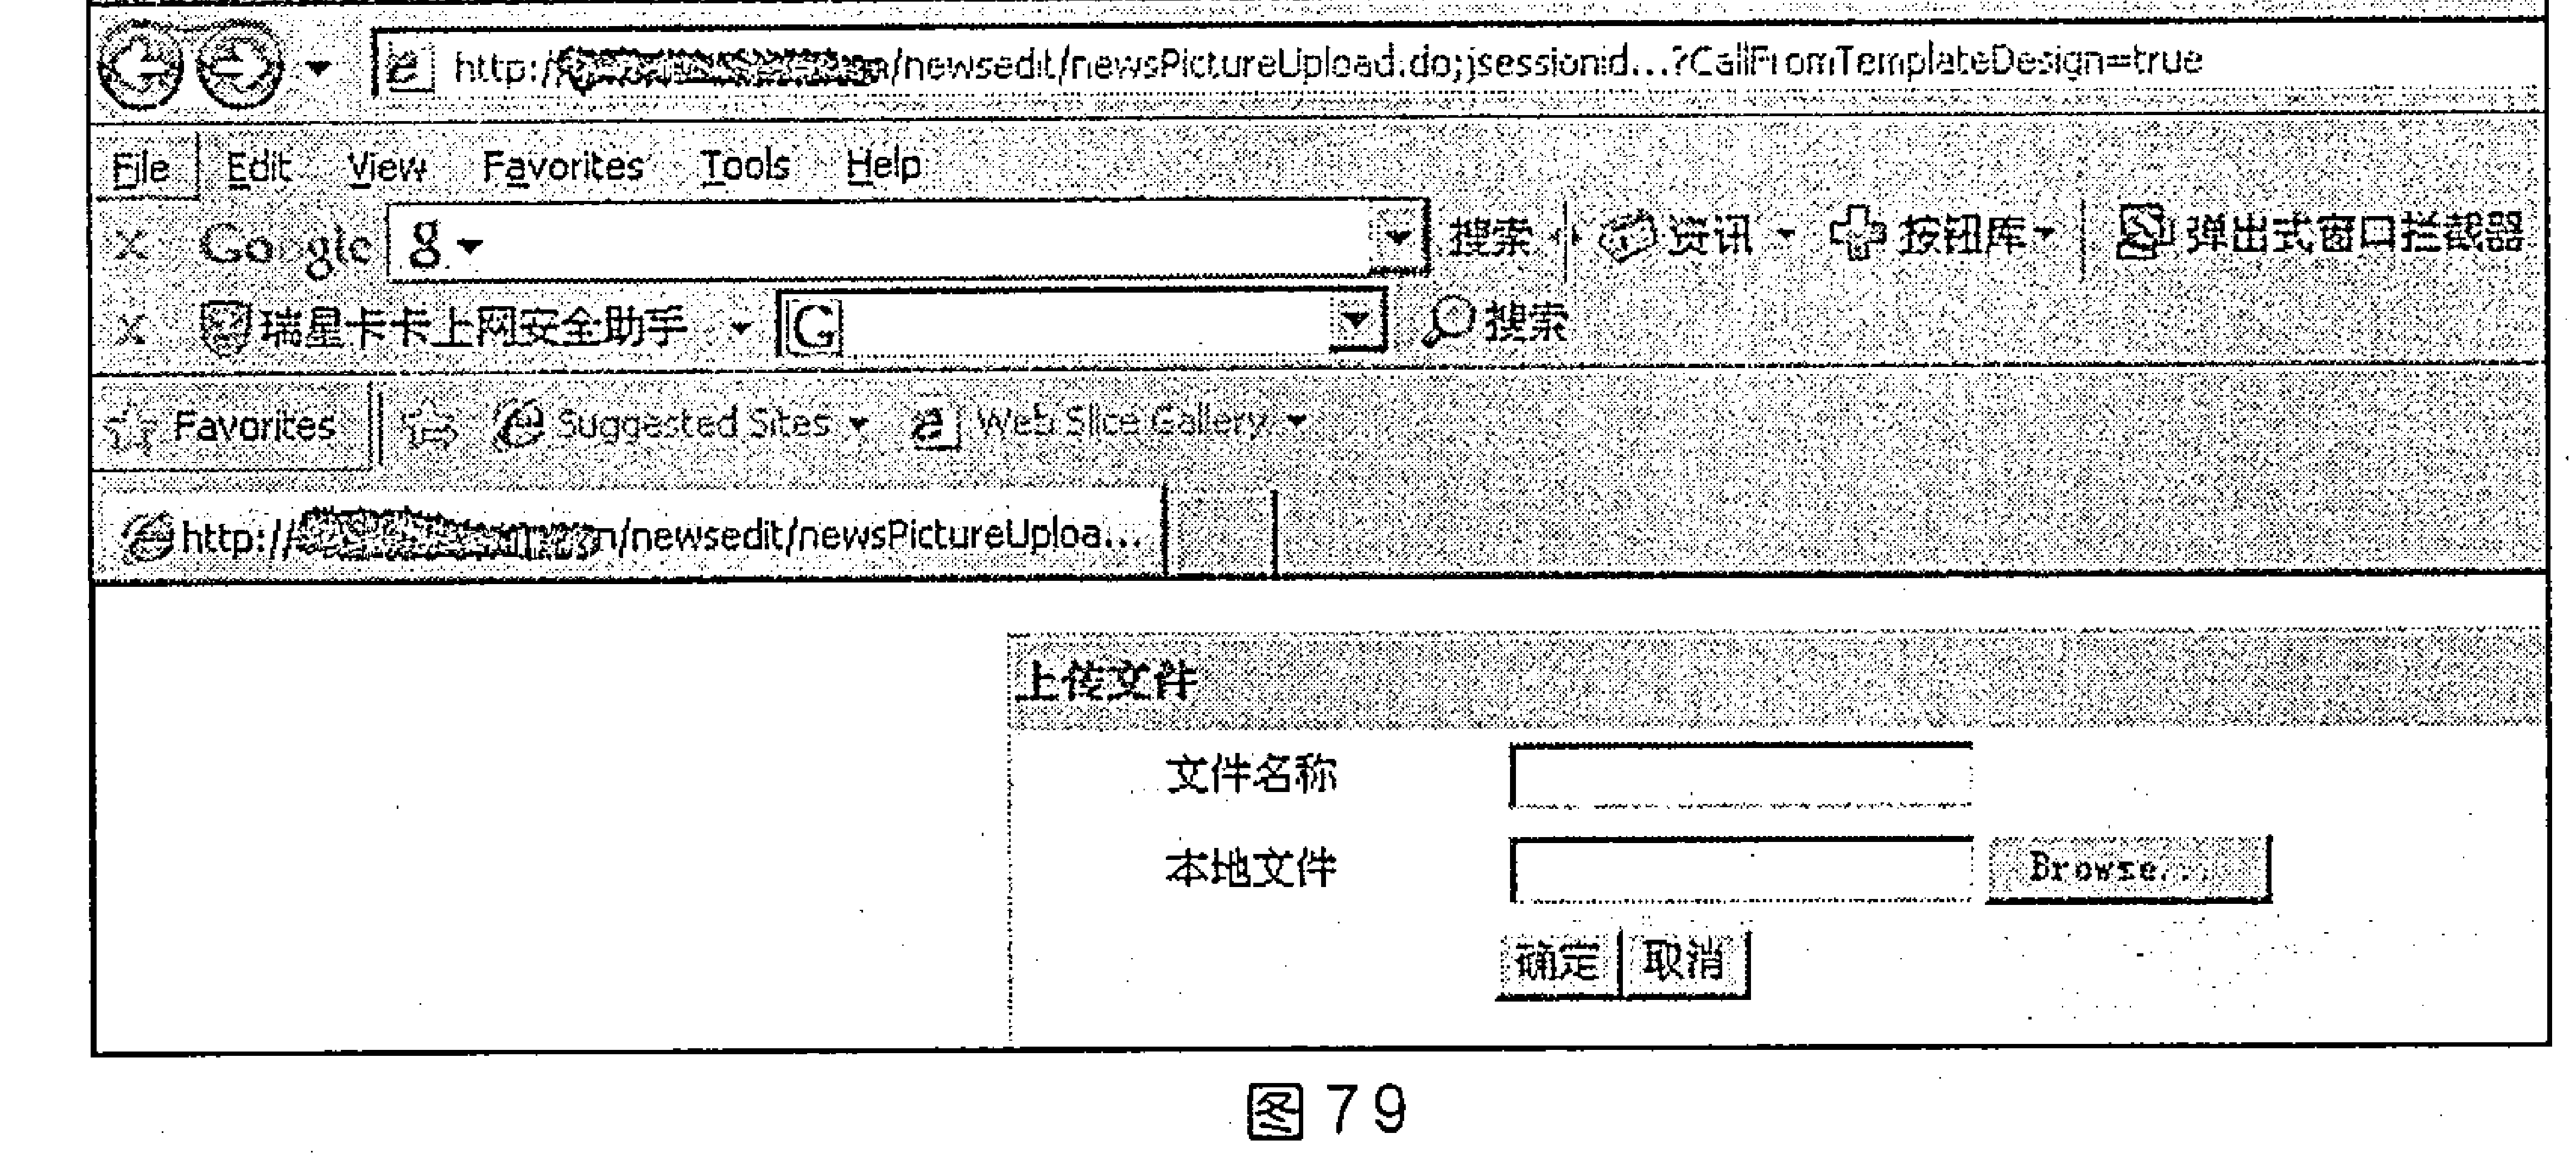 http:/ n/newsedit/newsPictureUpload.do;jsessionid...?CallFromTemplateDesign=true
File Edit View Favorites Tools Help
X Google g 搜索 资讯 按钮库 弹出式窗口拦截器
X 瑞星卡卡上网安全助手 G 搜索
Favorites Suggested Sites Web Slice Gallery
http:// n/newsedit/newsPictureUploa...
上传文件
文件名称
本地文件 Browse...
确定 取消
图 79